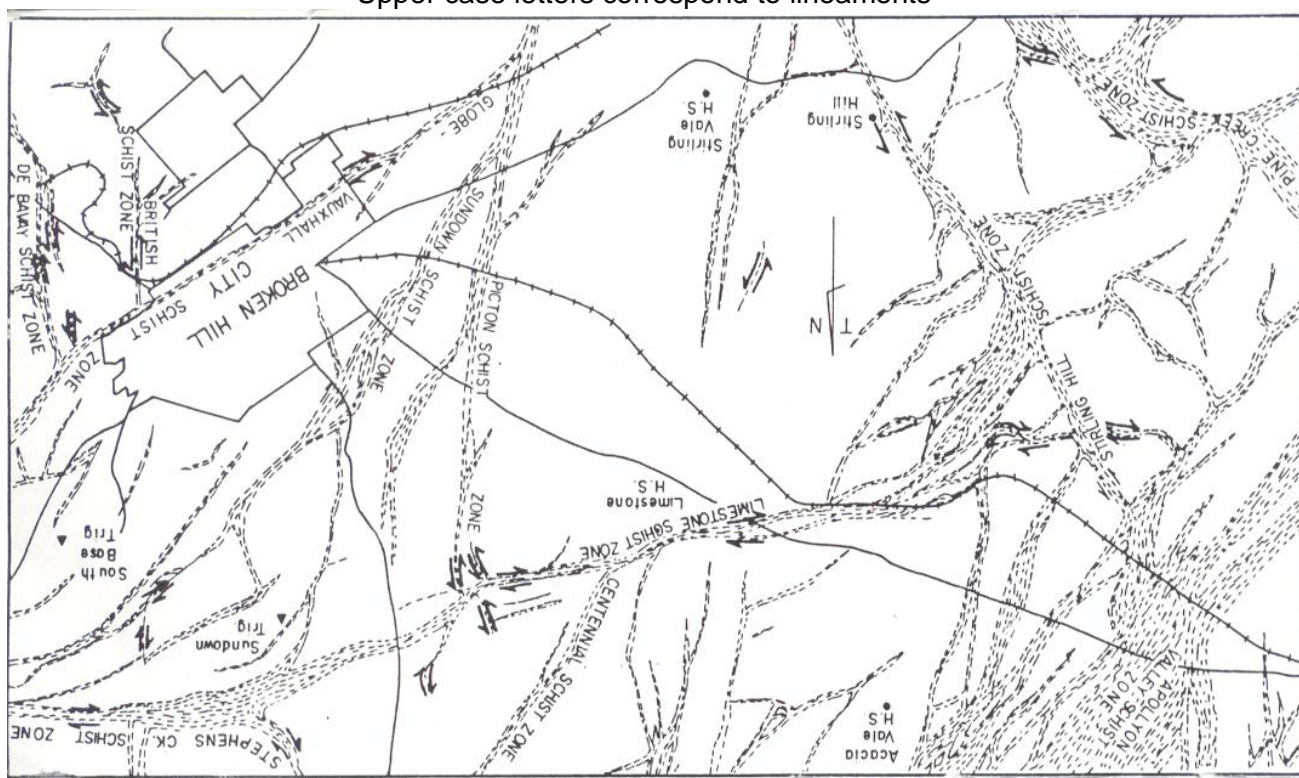 Upper case letters correspond to lineaments
PINE CREEK
SCHIST
ZONE
Stirling
Hill
Stirling
Vale
H.S.
GLOBE -
VAUXHALL
SCHIST
ZONE
BRITISH
SCHIST ZONE
DE BAVAY SCHIST ZONE
BROKEN HILL
CITY
SUNDOWN SCHIST
ZONE
PICTON SCHIST
ZONE
T N
STIRLING HILL
SCHIST ZONE
Limestone
H.S.
LIMESTONE SCHIST ZONE
CENTENNIAL SCHIST ZONE
South
Base
Trig
Sundown
Trig
STEPHENS CK. SCHIST ZONE
Acacia
Vale
H.S.
APOLLYON
VALLEY SCHIST
ZONE